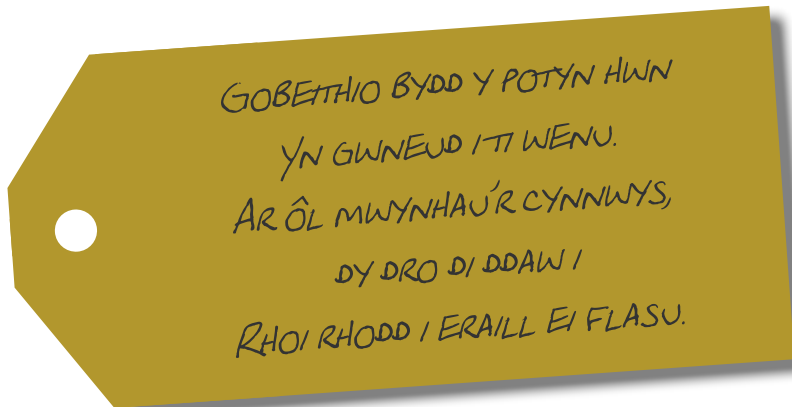 GOBEITHIO BYDD Y POTYN HWN
YN GWNEUD ITI WENU.
AR ÔL MWYNHAU'R CYNNWYS,
DY DRO DI DDAW I
RHOI RHODD I ERAILL EI FLASU.